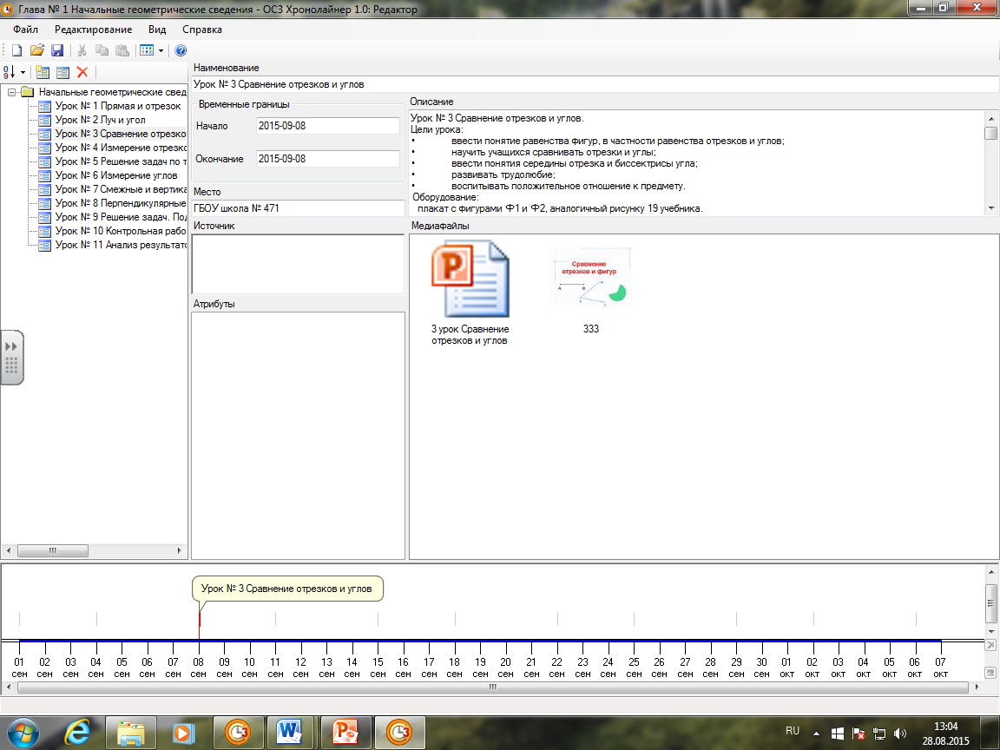 Глава № 1 Начальные геометрические сведения - ОС3 Хронолайнер 1.0: Редактор
Файл Редактирование Вид Справка
Начальные геометрические свед
Урок № 1 Прямая и отрезок
Урок № 2 Луч и угол
Урок № 3 Сравнение отрезко
Урок № 4 Измерение отрезко
Урок № 5 Решение задач по т
Урок № 6 Измерение углов
Урок № 7 Смежные и вертика
Урок № 8 Перпендикулярные
Урок № 9 Решение задач. Под
Урок № 10 Контрольная рабо
Урок № 11 Анализ результато
Наименование
Урок № 3 Сравнение отрезков и углов
Временные границы
Начало 2015-09-08
Окончание 2015-09-08
Место
ГБОУ школа № 471
Источник
Атрибуты
Описание
Урок № 3 Сравнение отрезков и углов.
Цели урока:
• ввести понятие равенства фигур, в частности равенства отрезков и углов;
• научить учащихся сравнивать отрезки и углы;
• ввести понятия середины отрезка и биссектрисы угла;
• развивать трудолюбие;
• воспитывать положительное отношение к предмету.
Оборудование:
плакат с фигурами Ф1 и Ф2, аналогичный рисунку 19 учебника.
Медиафайлы
Сравнение
отрезков и фигур
3 урок Сравнение
отрезков и углов
333
Урок № 3 Сравнение отрезков и углов
01 02 03 04 05 06 07 08 09 10 11 12 13 14 15 16 17 18 19 20 21 22 23 24 25 26 27 28 29 30 01 02 03 04 05 06 07
сен сен сен сен сен сен сен сен сен сен сен сен сен сен сен сен сен сен сен сен сен сен сен сен сен сен сен сен сен сен окт окт окт окт окт окт окт
RU
13:04
28.08.2015